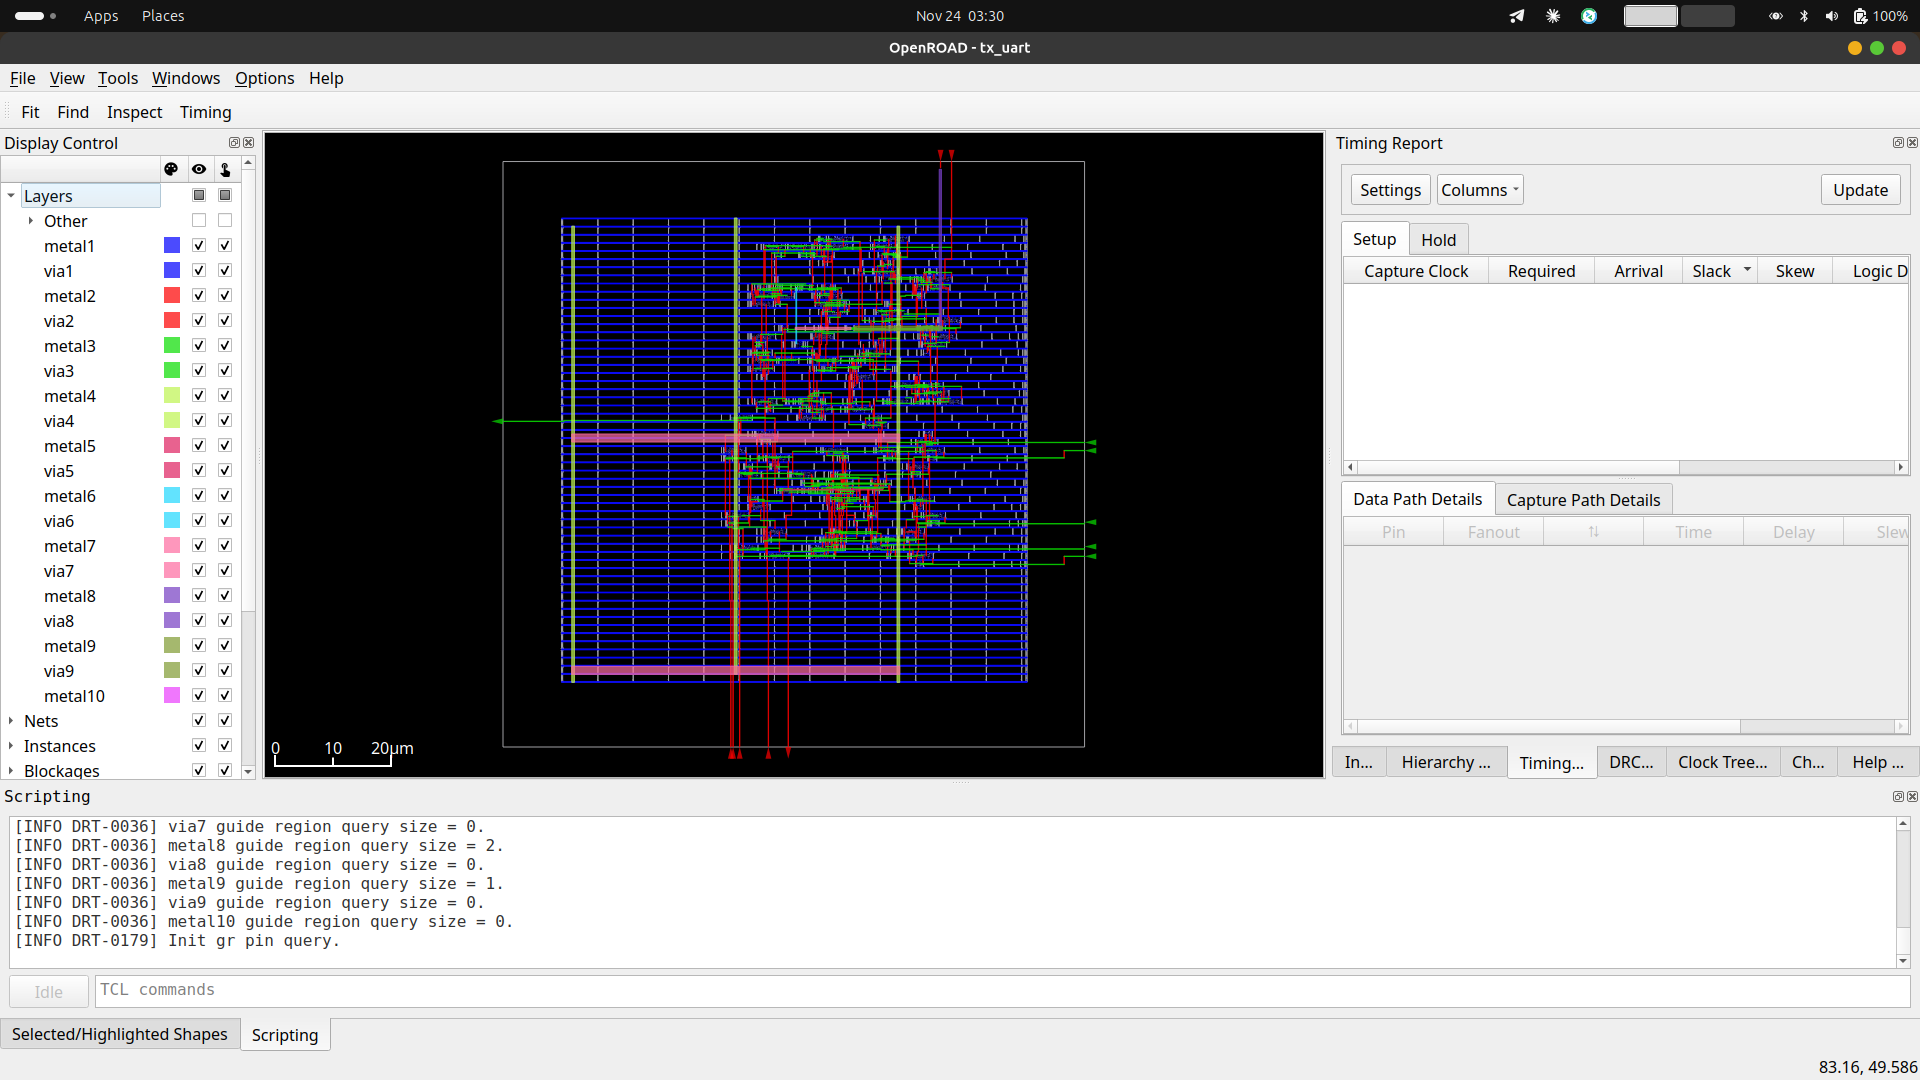 Apps Places
Nov 24 03:30
100%
OpenROAD - tx_uart
File View Tools Windows Options Help
Fit Find Inspect Timing
Display Control
Layers
Other
metal1
via1
metal2
via2
metal3
via3
metal4
via4
metal5
via5
metal6
via6
metal7
via7
metal8
via8
metal9
via9
metal10
Nets
Instances
Blockages
0 10 20µm
Timing Report
Settings Columns Update
Setup Hold
Capture Clock Required Arrival Slack Skew Logic D
Data Path Details Capture Path Details
Pin Fanout ⇅ Time Delay Slew
In... Hierarchy ... Timing... DRC... Clock Tree... Ch... Help ...
Scripting
[INFO DRT-0036] via7 guide region query size = 0.
[INFO DRT-0036] metal8 guide region query size = 2.
[INFO DRT-0036] via8 guide region query size = 0.
[INFO DRT-0036] metal9 guide region query size = 1.
[INFO DRT-0036] via9 guide region query size = 0.
[INFO DRT-0036] metal10 guide region query size = 0.
[INFO DRT-0179] Init gr pin query.
Idle TCL commands
Selected/Highlighted Shapes Scripting
83.16, 49.586